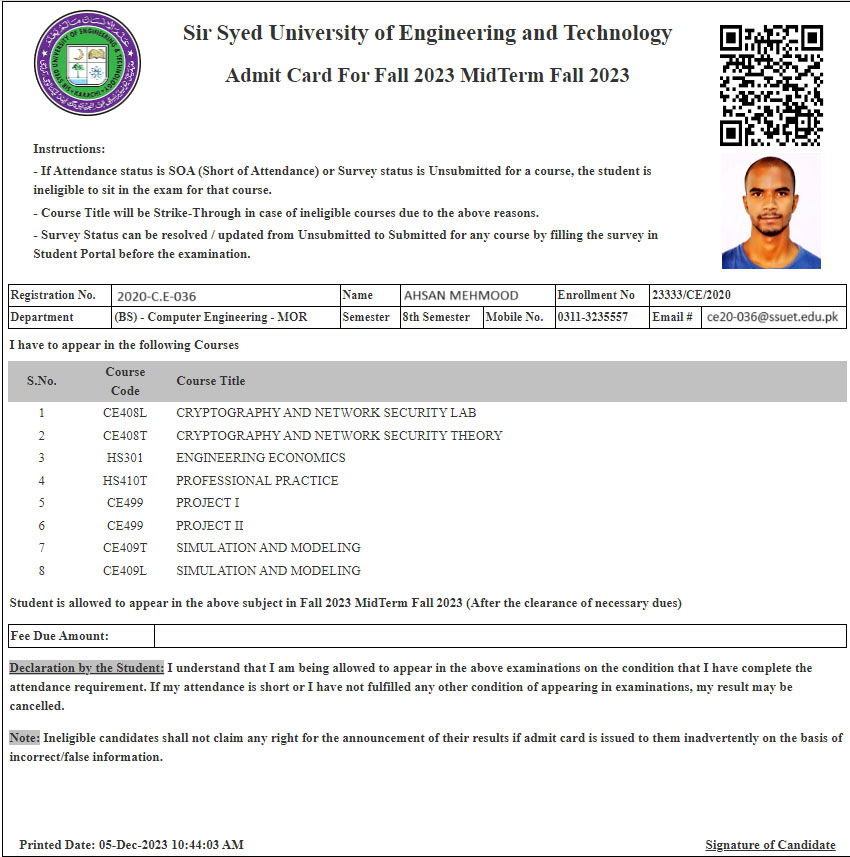 Sir Syed University of Engineering and Technology
Admit Card For Fall 2023 MidTerm Fall 2023
Instructions:
- If Attendance status is SOA (Short of Attendance) or Survey status is Unsubmitted for a course, the student is
ineligible to sit in the exam for that course.
- Course Title will be Strike-Through in case of ineligible courses due to the above reasons.
- Survey Status can be resolved / updated from Unsubmitted to Submitted for any course by filling the survey in
Student Portal before the examination.
Registration No. 2020-C.E-036 Name AHSAN MEHMOOD Enrollment No 23333/CE/2020
Department (BS) - Computer Engineering - MOR Semester 8th Semester Mobile No. 0311-3235557 Email # ce20-036@ssuet.edu.pk
I have to appear in the following Courses
S.No. Course Code Course Title
1 CE408L CRYPTOGRAPHY AND NETWORK SECURITY LAB
2 CE408T CRYPTOGRAPHY AND NETWORK SECURITY THEORY
3 HS301 ENGINEERING ECONOMICS
4 HS410T PROFESSIONAL PRACTICE
5 CE499 PROJECT I
6 CE499 PROJECT II
7 CE409T SIMULATION AND MODELING
8 CE409L SIMULATION AND MODELING
Student is allowed to appear in the above subject in Fall 2023 MidTerm Fall 2023 (After the clearance of necessary dues)
Fee Due Amount:
Declaration by the Student: I understand that I am being allowed to appear in the above examinations on the condition that I have complete the
attendance requirement. If my attendance is short or I have not fulfilled any other condition of appearing in examinations, my result may be
cancelled.
Note: Ineligible candidates shall not claim any right for the announcement of their results if admit card is issued to them inadvertently on the basis of
incorrect/false information.
Printed Date: 05-Dec-2023 10:44:03 AM Signature of Candidate